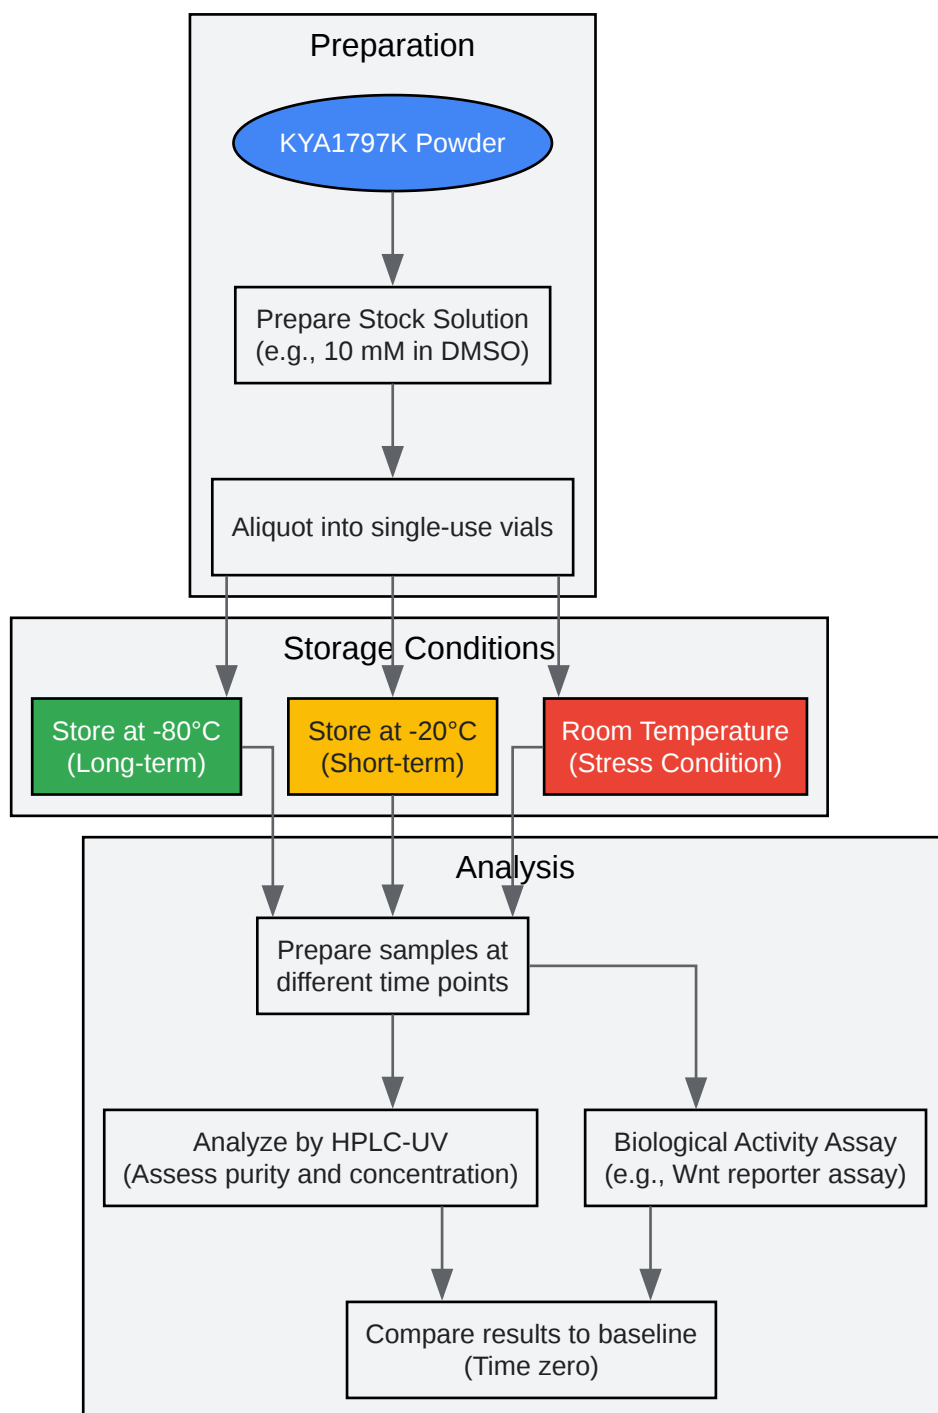 Preparation
KYA1797K Powder
Prepare Stock Solution
(e.g., 10 mM in DMSO)
Aliquot into single-use vials
Storage Conditions
Store at -80°C
(Long-term)
Store at -20°C
(Short-term)
Room Temperature
(Stress Condition)
Analysis
Prepare samples at
different time points
Analyze by HPLC-UV
(Assess purity and concentration)
Biological Activity Assay
(e.g., Wnt reporter assay)
Compare results to baseline
(Time zero)